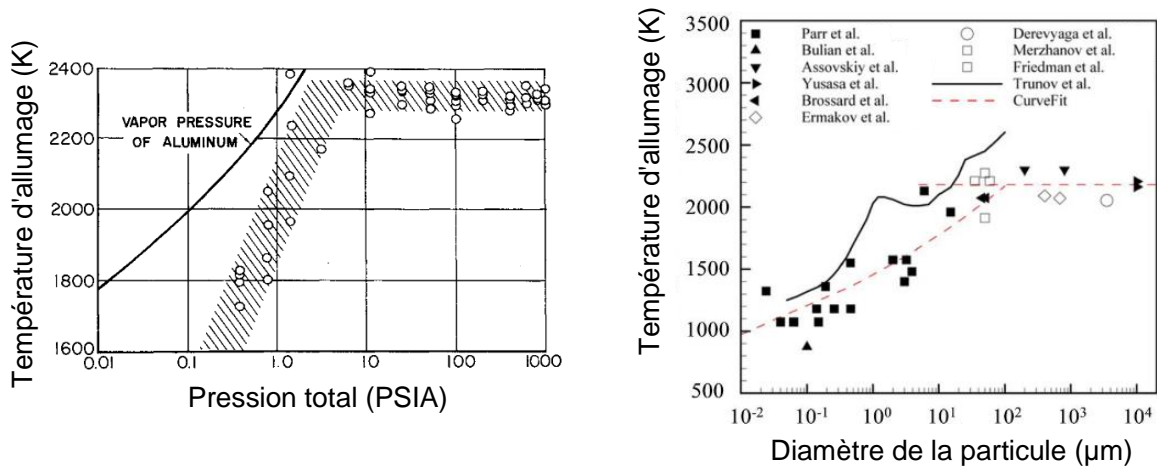 Température d'allumage (K)
2400
2200
2000
1800
1600
VAPOR PRESSURE
OF ALUMINUM
0.01
0.1
1.0
10
100
1000
Pression total (PSIA)
Température d'allumage (K)
3500
3000
2500
2000
1500
1000
500
Parr et al.
Bulian et al.
Assovskiy et al.
Yusasa et al.
Brossard et al.
Ermakov et al.
Derevyaga et al.
Merzhanov et al.
Friedman et al.
Trunov et al.
CurveFit
10⁻²
10⁻¹
10⁰
10¹
10²
10³
10⁴
Diamètre de la particule (µm)